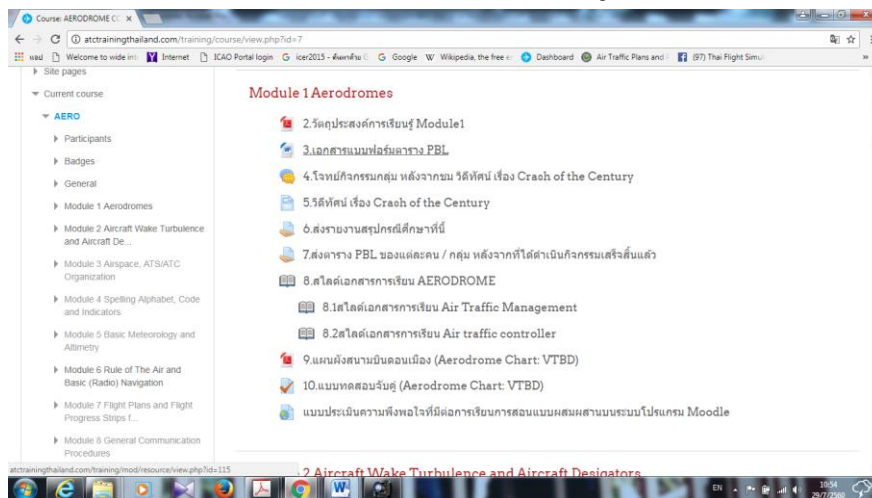 Course: AERODROME CC
atctrainingthailand.com/training/course/view.php?id=7
แอป Welcome to wide int Internet ICAO Portal login icer2015 - ค้นหาด้วย G Google Wikipedia, the free e Dashboard Air Traffic Plans and (97) Thai Flight Simul
Site pages
Current course
AERO
Participants
Badges
General
Module 1 Aerodromes
Module 2 Aircraft Wake Turbulence
and Aircraft De...
Module 3 Airspace, ATS/ATC
Organization
Module 4 Spelling Alphabet, Code
and Indicators
Module 5 Basic Meteorology and
Altimetry
Module 6 Rule of The Air and
Basic (Radio) Navigation
Module 7 Flight Plans and Flight
Progress Strips f...
Module 8 General Communication
Procedures
atctrainingthailand.com/training/mod/resource/view.php?id=115
Module 1 Aerodromes
2.วัตถุประสงค์การเรียนรู้ Module1
3.เอกสารแบบฟอร์มตาราง PBL
4.โจทย์กิจกรรมกลุ่ม หลังจากชม วิดีทัศน์ เรื่อง Crash of the Century
5.วิดีทัศน์ เรื่อง Crash of the Century
6.ส่งรายงานสรุปกรณีศึกษาที่นี่
7.ส่งตาราง PBL ของแต่ละคน / กลุ่ม หลังจากที่ได้ดำเนินกิจกรรมเสร็จสิ้นแล้ว
8.สไลด์เอกสารการเรียน AERODROME
8.1สไลด์เอกสารการเรียน Air Traffic Management
8.2สไลด์เอกสารการเรียน Air traffic controller
9.แผนผังสนามบินดอนเมือง (Aerodrome Chart: VTBD)
10.แบบทดสอบจับคู่ (Aerodrome Chart: VTBD)
แบบประเมินความพึงพอใจที่มีต่อการเรียนการสอนแบบผสมผสานบนระบบโปรแกรม Moodle
2 Aircraft Wake Turbulence and Aircraft Desigators
EN
10:54
29/7/2560